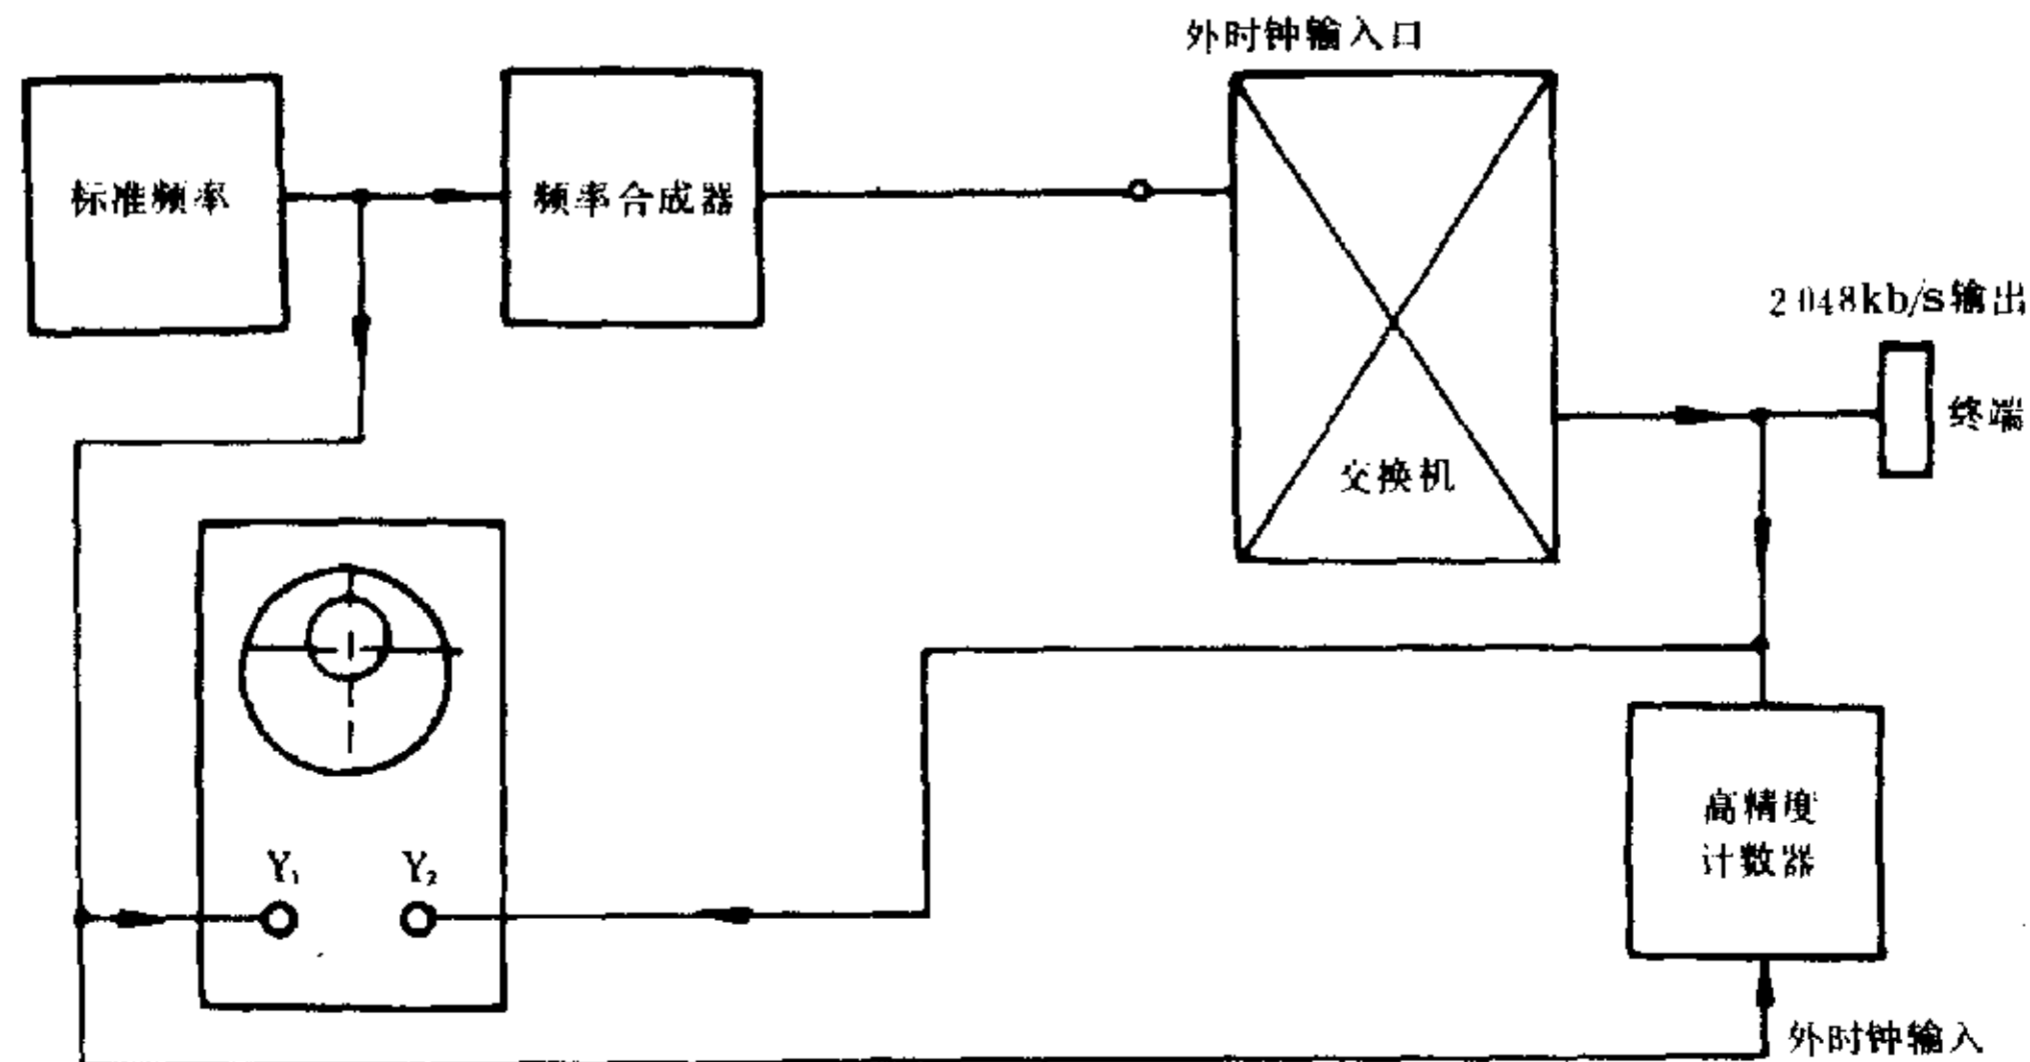 外时钟输入口
标准频率
频率合成器
2048kb/s输出
终端
交换机
Y₁
Y₂
高精度
计数器
外时钟输入